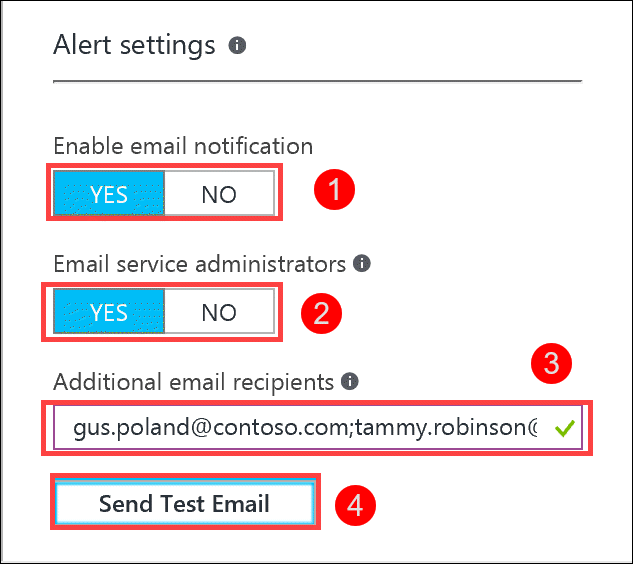 Alert settings
Enable email notification
YES NO 1
Email service administrators
YES NO 2
3
Additional email recipients
gus.poland@contoso.com;tammy.robinson@
Send Test Email 4